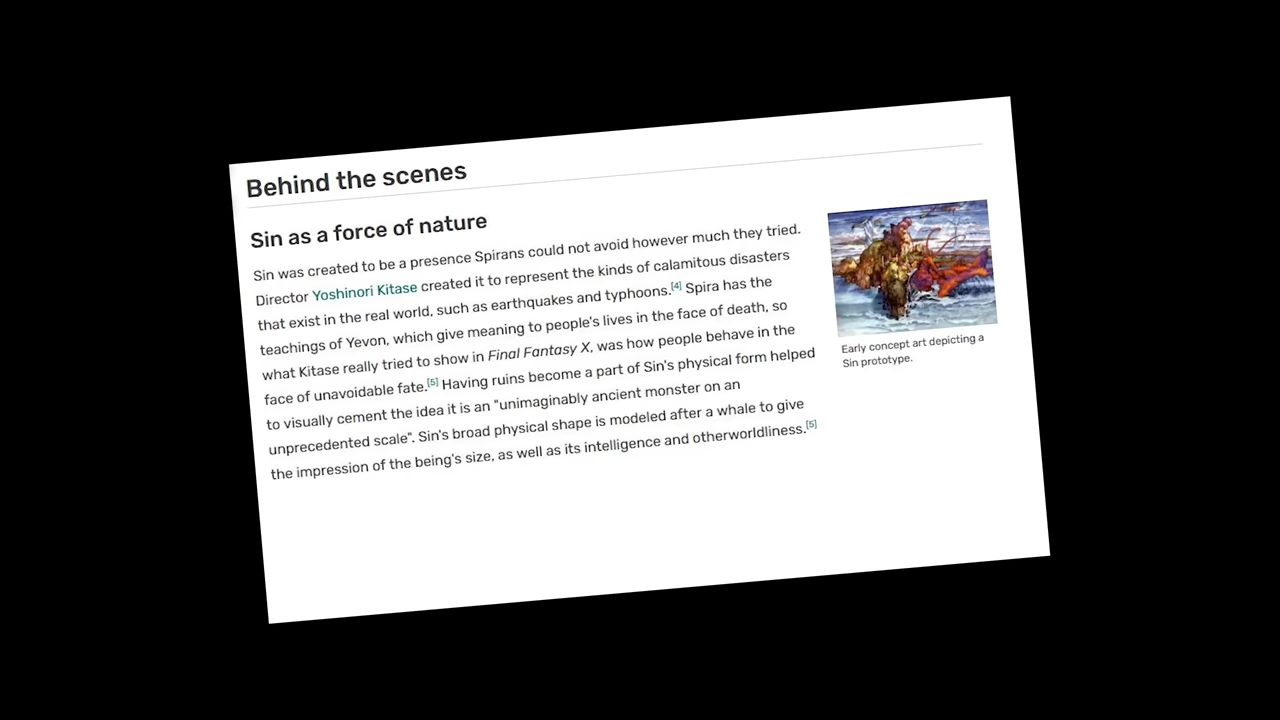 Behind the scenes
Sin as a force of nature
Sin was created to be a presence Spirans could not avoid however much they tried.
Director Yoshinori Kitase created it to represent the kinds of calamitous disasters
that exist in the real world, such as earthquakes and typhoons.[4] Spira has the
teachings of Yevon, which give meaning to people's lives in the face of death, so
what Kitase really tried to show in Final Fantasy X, was how people behave in the
face of unavoidable fate.[5] Having ruins become a part of Sin's physical form helped
to visually cement the idea it is an "unimaginably ancient monster on an
unprecedented scale". Sin's broad physical shape is modeled after a whale to give
the impression of the being's size, as well as its intelligence and otherworldliness.[5]
Early concept art depicting a
Sin prototype.